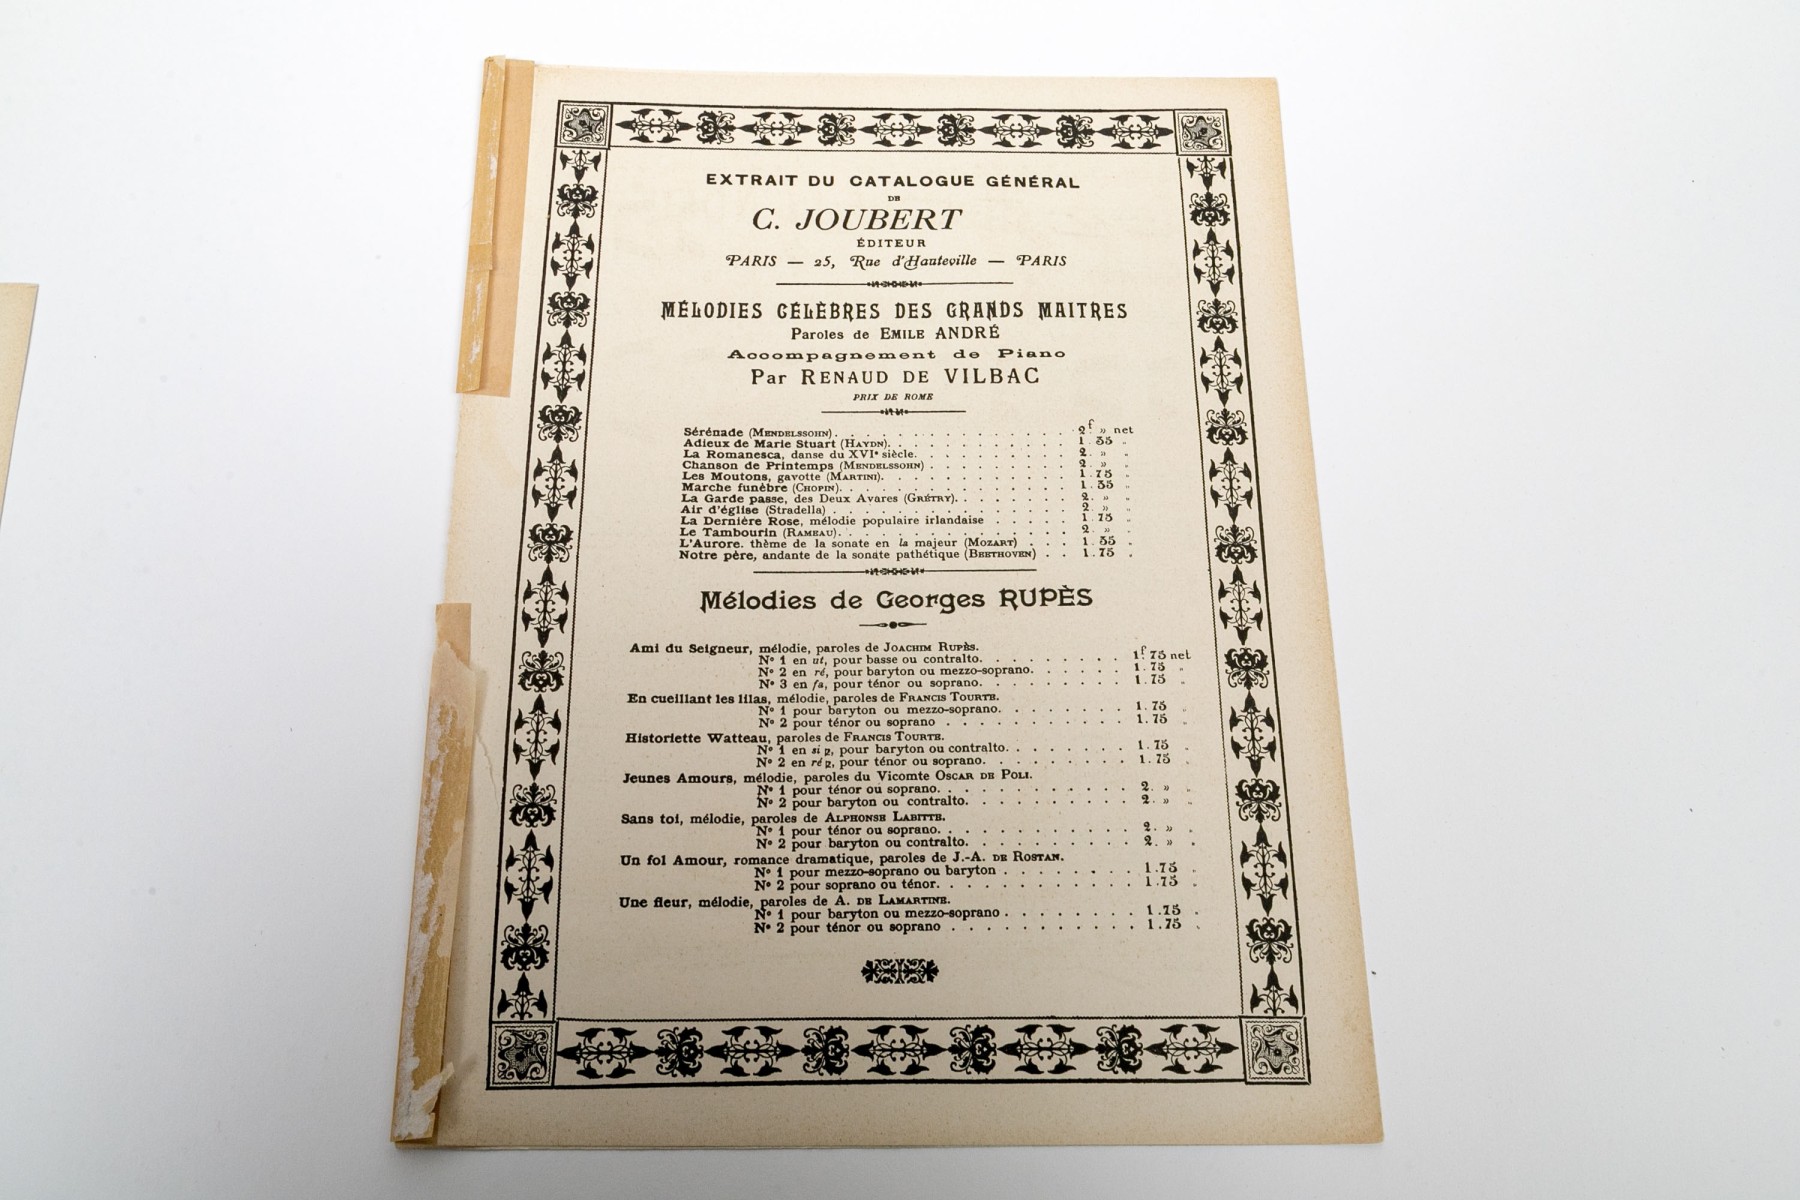 EXTRAIT DU CATALOGUE GÉNÉRAL
DE
C. JOUBERT
ÉDITEUR
PARIS — 25, Rue d'Hauteville — PARIS
MÉLODIES CÉLÈBRES DES GRANDS MAITRES
Paroles de EMILE ANDRÉ
Accompagnement de Piano
Par RENAUD DE VILBAC
PRIX DE ROME
Sérénade (MENDELSSOHN). . . . . . . . . . . . . 2f. » net
Adieux de Marie Stuart (HAYDN). . . . . . . . . . 1.35 »
La Romanesca, danse du XVIe siècle. . . . . . . . . 2. » »
Chanson de Printemps (MENDELSSOHN) . . . . . . . . 2. » »
Les Moutons, gavotte (MARTINI). . . . . . . . . . 1.75 »
Marche funèbre (CHOPIN). . . . . . . . . . . . . 1.35 »
La Garde passe, des Deux Avares (GRÉTRY). . . . . . . 2. » »
Air d'église (Stradella) . . . . . . . . . . . . . 2. » »
La Dernière Rose, mélodie populaire irlandaise . . . . . 1.75 »
Le Tambourin (RAMEAU). . . . . . . . . . . . . 2. » »
L'Aurore. thème de la sonate en la majeur (MOZART) . . . 1.35 »
Notre père, andante de la sonate pathétique (BEETHOVEN) . . 1.75 »
Mélodies de Georges RUPÈS
Ami du Seigneur, mélodie, paroles de JOACHIM RUPÈS.
No 1 en ut, pour basse ou contralto. . . . . . . . . 1f. 75 net
No 2 en ré, pour baryton ou mezzo-soprano. . . . . . 1.75 »
No 3 en fa, pour ténor ou soprano. . . . . . . . . 1.75 »
En cueillant les lilas, mélodie, paroles de FRANCIS TOURTE.
No 1 pour baryton ou mezzo-soprano. . . . . . . . 1.75 »
No 2 pour ténor ou soprano . . . . . . . . . . . 1.75 »
Historiette Watteau, paroles de FRANCIS TOURTE.
No 1 en si ♮, pour baryton ou contralto. . . . . . . . 1.75 »
No 2 en ré ♮, pour ténor ou soprano. . . . . . . . . 1.75 »
Jeunes Amours, mélodie, paroles du Vicomte OSCAR DE POLI.
No 1 pour ténor ou soprano. . . . . . . . . . . 2. » »
No 2 pour baryton ou contralto. . . . . . . . . . 2. » »
Sans toi, mélodie, paroles de ALPHONSE LABITTE.
No 1 pour ténor ou soprano. . . . . . . . . . . 2. » »
No 2 pour baryton ou contralto. . . . . . . . . . 2. » »
Un fol Amour, romance dramatique, paroles de J.-A. DE ROSTAN.
No 1 pour mezzo-soprano ou baryton . . . . . . . . 1.75 »
No 2 pour soprano ou ténor. . . . . . . . . . . 1.75 »
Une fleur, mélodie, paroles de A. DE LAMARTINE.
No 1 pour baryton ou mezzo-soprano . . . . . . . . 1.75 »
No 2 pour ténor ou soprano . . . . . . . . . . . 1.75 »